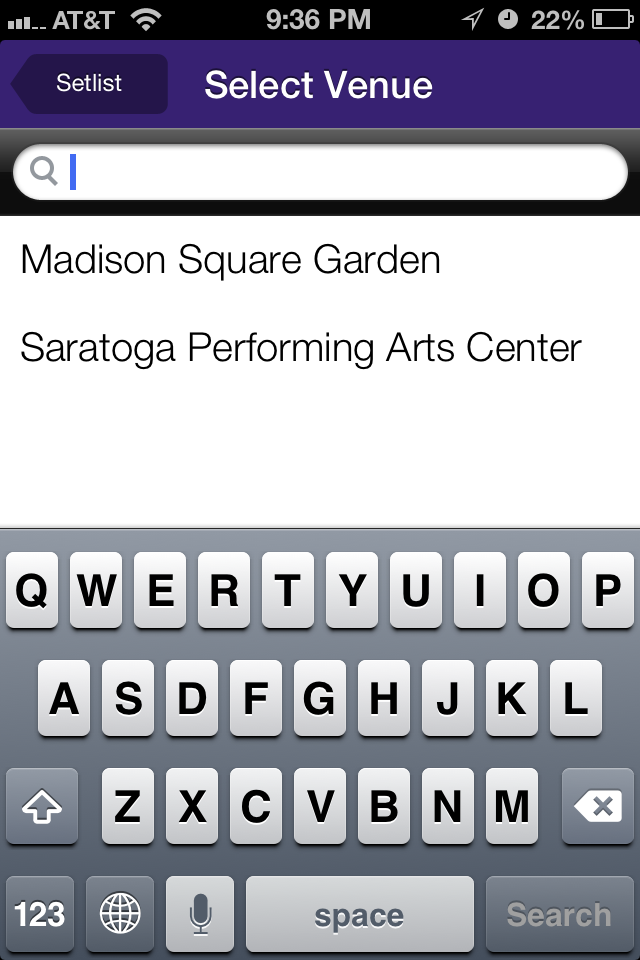 AT&T 9:36 PM 22%
Setlist Select Venue
Madison Square Garden
Saratoga Performing Arts Center
Q W E R T Y U I O P
A S D F G H J K L
Z X C V B N M
123 space Search